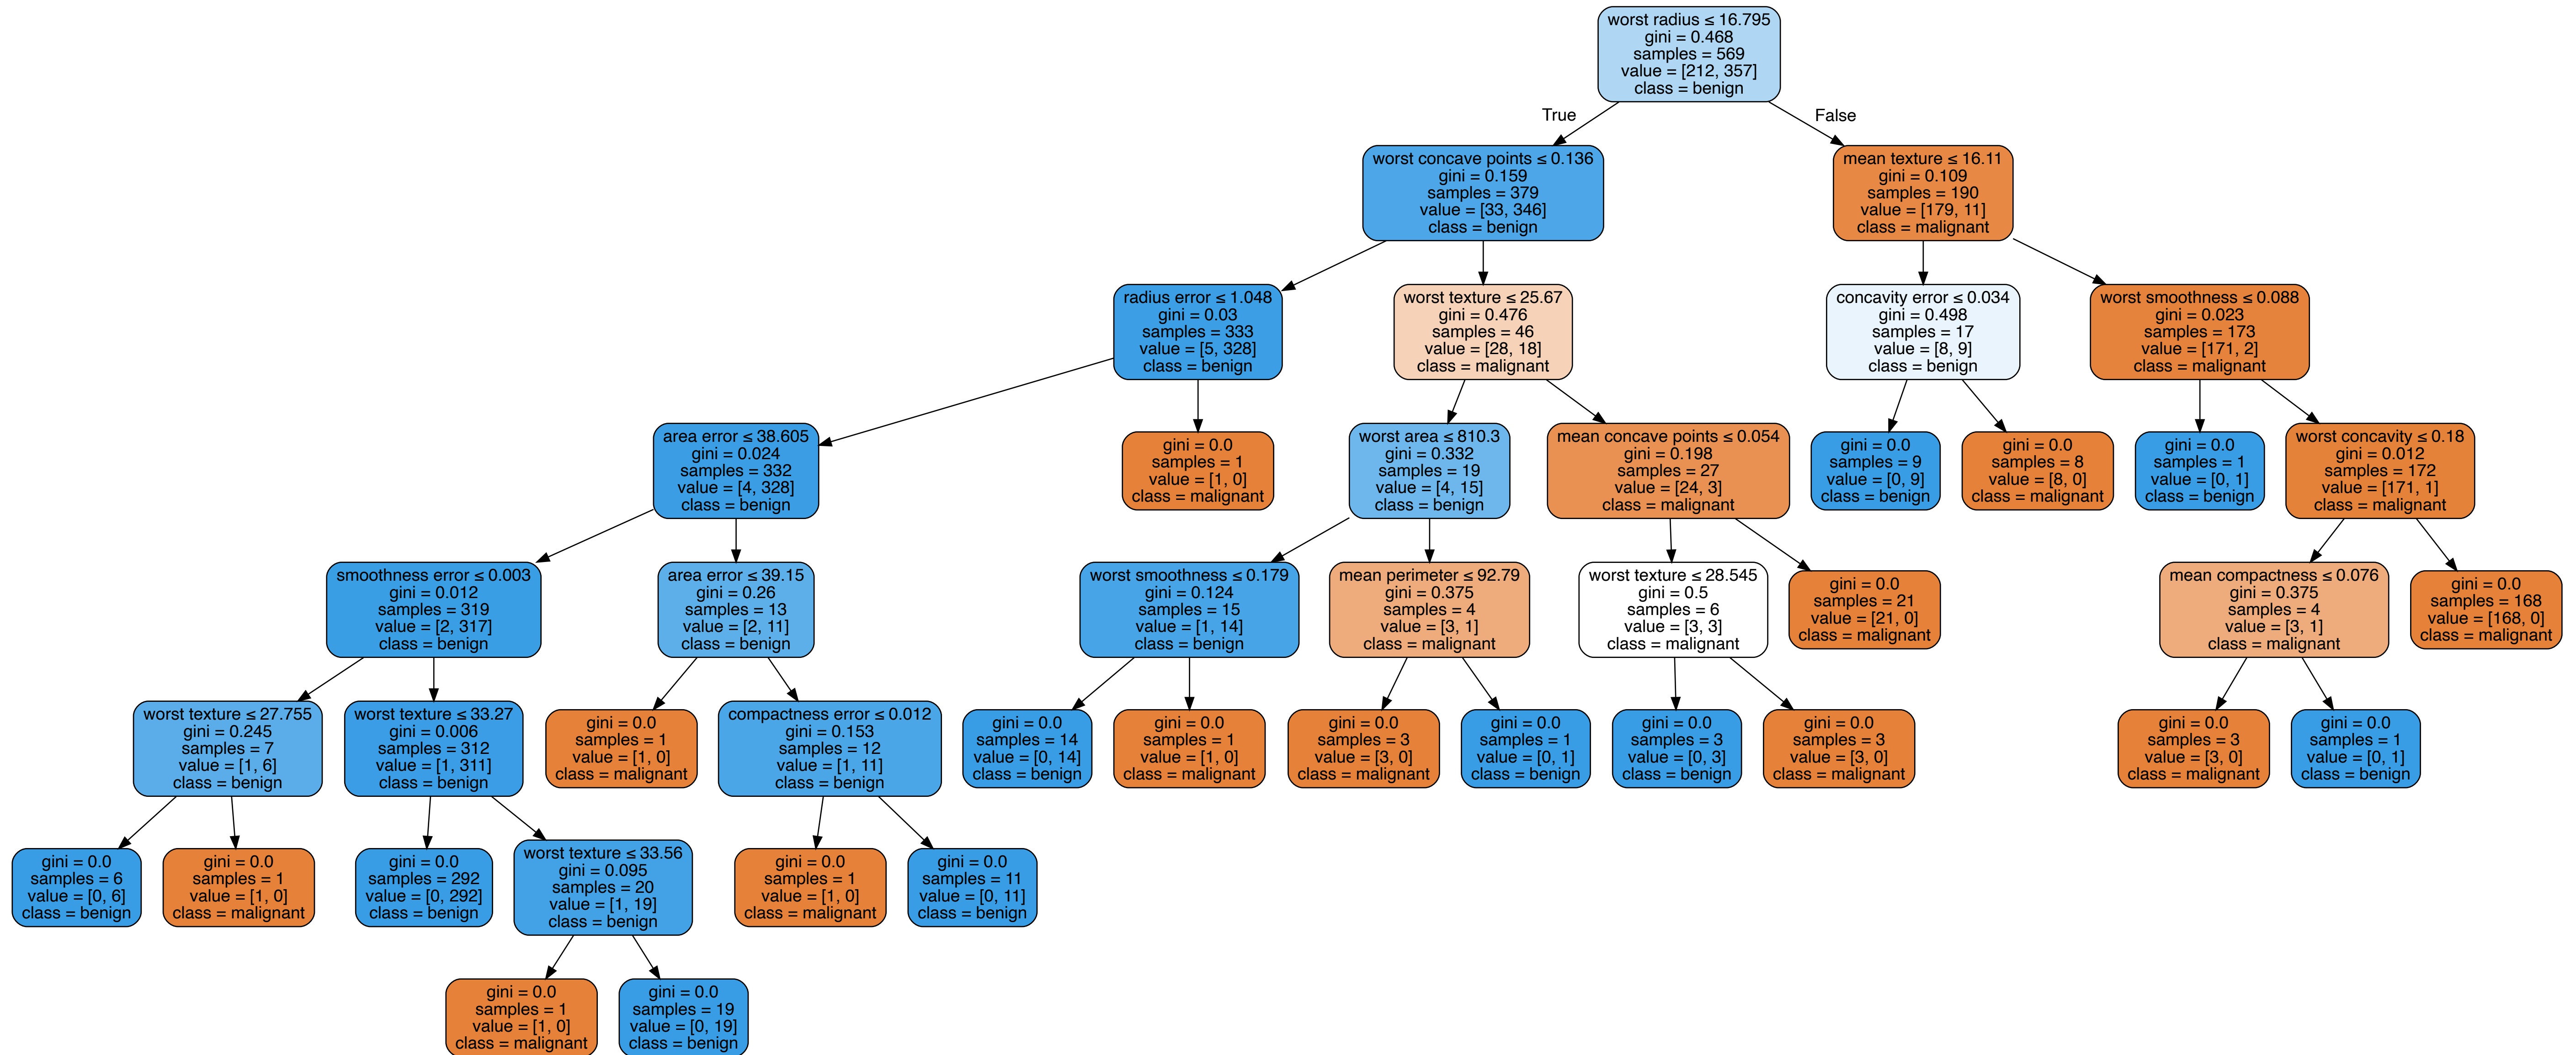 worst radius ≤ 16.795
gini = 0.468
samples = 569
value = [212, 357]
class = benign
True
False
worst concave points ≤ 0.136
gini = 0.159
samples = 379
value = [33, 346]
class = benign
mean texture ≤ 16.11
gini = 0.109
samples = 190
value = [179, 11]
class = malignant
radius error ≤ 1.048
gini = 0.03
samples = 333
value = [5, 328]
class = benign
worst texture ≤ 25.67
gini = 0.476
samples = 46
value = [28, 18]
class = malignant
concavity error ≤ 0.034
gini = 0.498
samples = 17
value = [8, 9]
class = benign
worst smoothness ≤ 0.088
gini = 0.023
samples = 173
value = [171, 2]
class = malignant
area error ≤ 38.605
gini = 0.024
samples = 332
value = [4, 328]
class = benign
gini = 0.0
samples = 1
value = [1, 0]
class = malignant
worst area ≤ 810.3
gini = 0.332
samples = 19
value = [4, 15]
class = benign
mean concave points ≤ 0.054
gini = 0.198
samples = 27
value = [24, 3]
class = malignant
gini = 0.0
samples = 9
value = [0, 9]
class = benign
gini = 0.0
samples = 8
value = [8, 0]
class = malignant
gini = 0.0
samples = 1
value = [0, 1]
class = benign
worst concavity ≤ 0.18
gini = 0.012
samples = 172
value = [171, 1]
class = malignant
smoothness error ≤ 0.003
gini = 0.012
samples = 319
value = [2, 317]
class = benign
area error ≤ 39.15
gini = 0.26
samples = 13
value = [2, 11]
class = benign
worst smoothness ≤ 0.179
gini = 0.124
samples = 15
value = [1, 14]
class = benign
mean perimeter ≤ 92.79
gini = 0.375
samples = 4
value = [3, 1]
class = malignant
worst texture ≤ 28.545
gini = 0.5
samples = 6
value = [3, 3]
class = malignant
gini = 0.0
samples = 21
value = [21, 0]
class = malignant
mean compactness ≤ 0.076
gini = 0.375
samples = 4
value = [3, 1]
class = malignant
gini = 0.0
samples = 168
value = [168, 0]
class = malignant
worst texture ≤ 27.755
gini = 0.245
samples = 7
value = [1, 6]
class = benign
worst texture ≤ 33.27
gini = 0.006
samples = 312
value = [1, 311]
class = benign
gini = 0.0
samples = 1
value = [1, 0]
class = malignant
compactness error ≤ 0.012
gini = 0.153
samples = 12
value = [1, 11]
class = benign
gini = 0.0
samples = 14
value = [0, 14]
class = benign
gini = 0.0
samples = 1
value = [1, 0]
class = malignant
gini = 0.0
samples = 3
value = [3, 0]
class = malignant
gini = 0.0
samples = 1
value = [0, 1]
class = benign
gini = 0.0
samples = 3
value = [0, 3]
class = benign
gini = 0.0
samples = 3
value = [3, 0]
class = malignant
gini = 0.0
samples = 3
value = [3, 0]
class = malignant
gini = 0.0
samples = 1
value = [0, 1]
class = benign
gini = 0.0
samples = 6
value = [0, 6]
class = benign
gini = 0.0
samples = 1
value = [1, 0]
class = malignant
gini = 0.0
samples = 292
value = [0, 292]
class = benign
worst texture ≤ 33.56
gini = 0.095
samples = 20
value = [1, 19]
class = benign
gini = 0.0
samples = 1
value = [1, 0]
class = malignant
gini = 0.0
samples = 11
value = [0, 11]
class = benign
gini = 0.0
samples = 1
value = [1, 0]
class = malignant
gini = 0.0
samples = 19
value = [0, 19]
class = benign